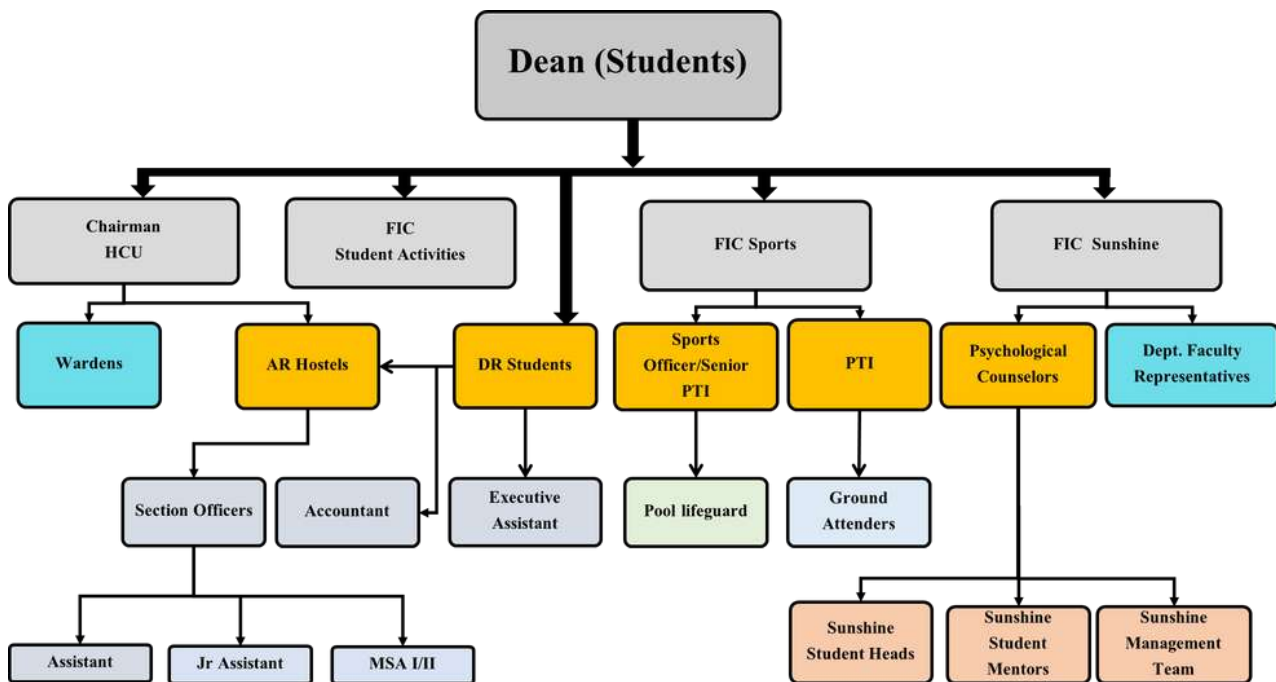 Dean (Students)
Chairman
HCU
FIC
Student Activities
FIC Sports
FIC Sunshine
Wardens
AR Hostels
DR Students
Sports
Officer/Senior
PTI
PTI
Psychological
Counselors
Dept. Faculty
Representatives
Section Officers
Accountant
Executive
Assistant
Pool lifeguard
Ground
Attenders
Assistant
Jr Assistant
MSA I/II
Sunshine
Student Heads
Sunshine
Student
Mentors
Sunshine
Management
Team